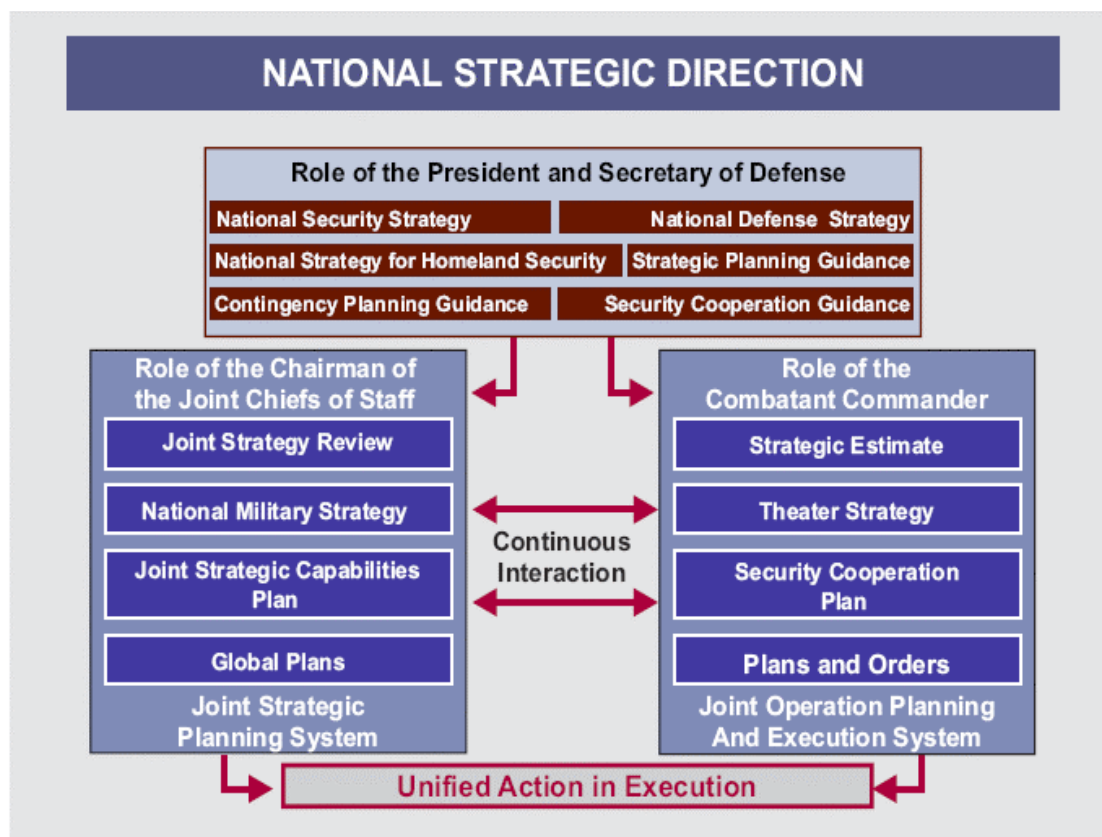 NATIONAL STRATEGIC DIRECTION
Role of the President and Secretary of Defense
National Security Strategy
National Defense Strategy
National Strategy for Homeland Security
Strategic Planning Guidance
Contingency Planning Guidance
Security Cooperation Guidance
Role of the Chairman of
the Joint Chiefs of Staff
Joint Strategy Review
National Military Strategy
Joint Strategic Capabilities
Plan
Global Plans
Joint Strategic
Planning System
Continuous
Interaction
Role of the
Combatant Commander
Strategic Estimate
Theater Strategy
Security Cooperation
Plan
Plans and Orders
Joint Operation Planning
And Execution System
Unified Action in Execution